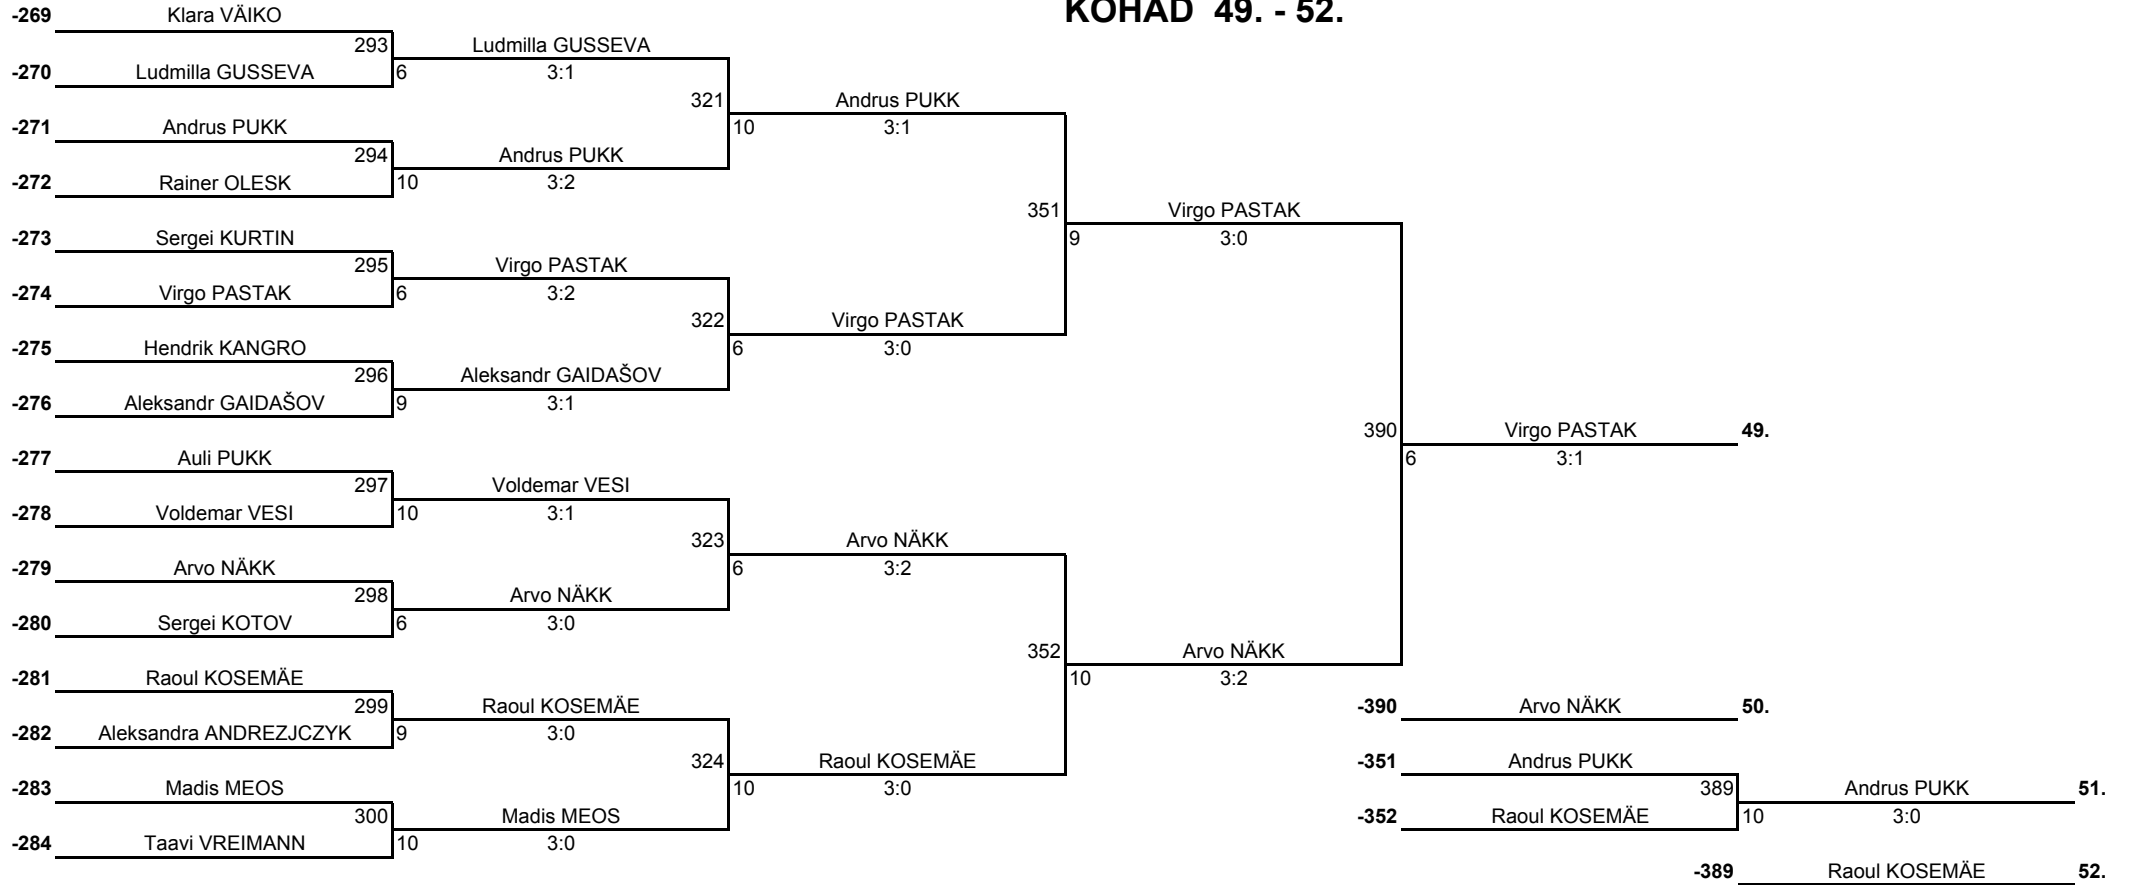 KOHAD 49. - 52.
-269 Klara VÄIKO
293 Ludmilla GUSSEVA
-270 Ludmilla GUSSEVA 6 3:1
321 Andrus PUKK
-271 Andrus PUKK 10 3:1
294 Andrus PUKK
-272 Rainer OLESK 10 3:2
351 Virgo PASTAK
-273 Sergei KURTIN 9 3:0
295 Virgo PASTAK
-274 Virgo PASTAK 6 3:2
322 Virgo PASTAK
-275 Hendrik KANGRO 6 3:0
296 Aleksandr GAIDAŠOV
-276 Aleksandr GAIDAŠOV 9 3:1
390 Virgo PASTAK 49.
-277 Auli PUKK 6 3:1
297 Voldemar VESI
-278 Voldemar VESI 10 3:1
323 Arvo NÄKK
-279 Arvo NÄKK 6 3:2
298 Arvo NÄKK
-280 Sergei KOTOV 6 3:0
352 Arvo NÄKK
-281 Raoul KOSEMÄE 10 3:2
299 Raoul KOSEMÄE -390 Arvo NÄKK 50.
-282 Aleksandra ANDREZJCZYK 9 3:0
324 Raoul KOSEMÄE -351 Andrus PUKK
-283 Madis MEOS 10 3:0 389 Andrus PUKK 51.
300 Madis MEOS -352 Raoul KOSEMÄE 10 3:0
-284 Taavi VREIMANN 10 3:0
-389 Raoul KOSEMÄE 52.